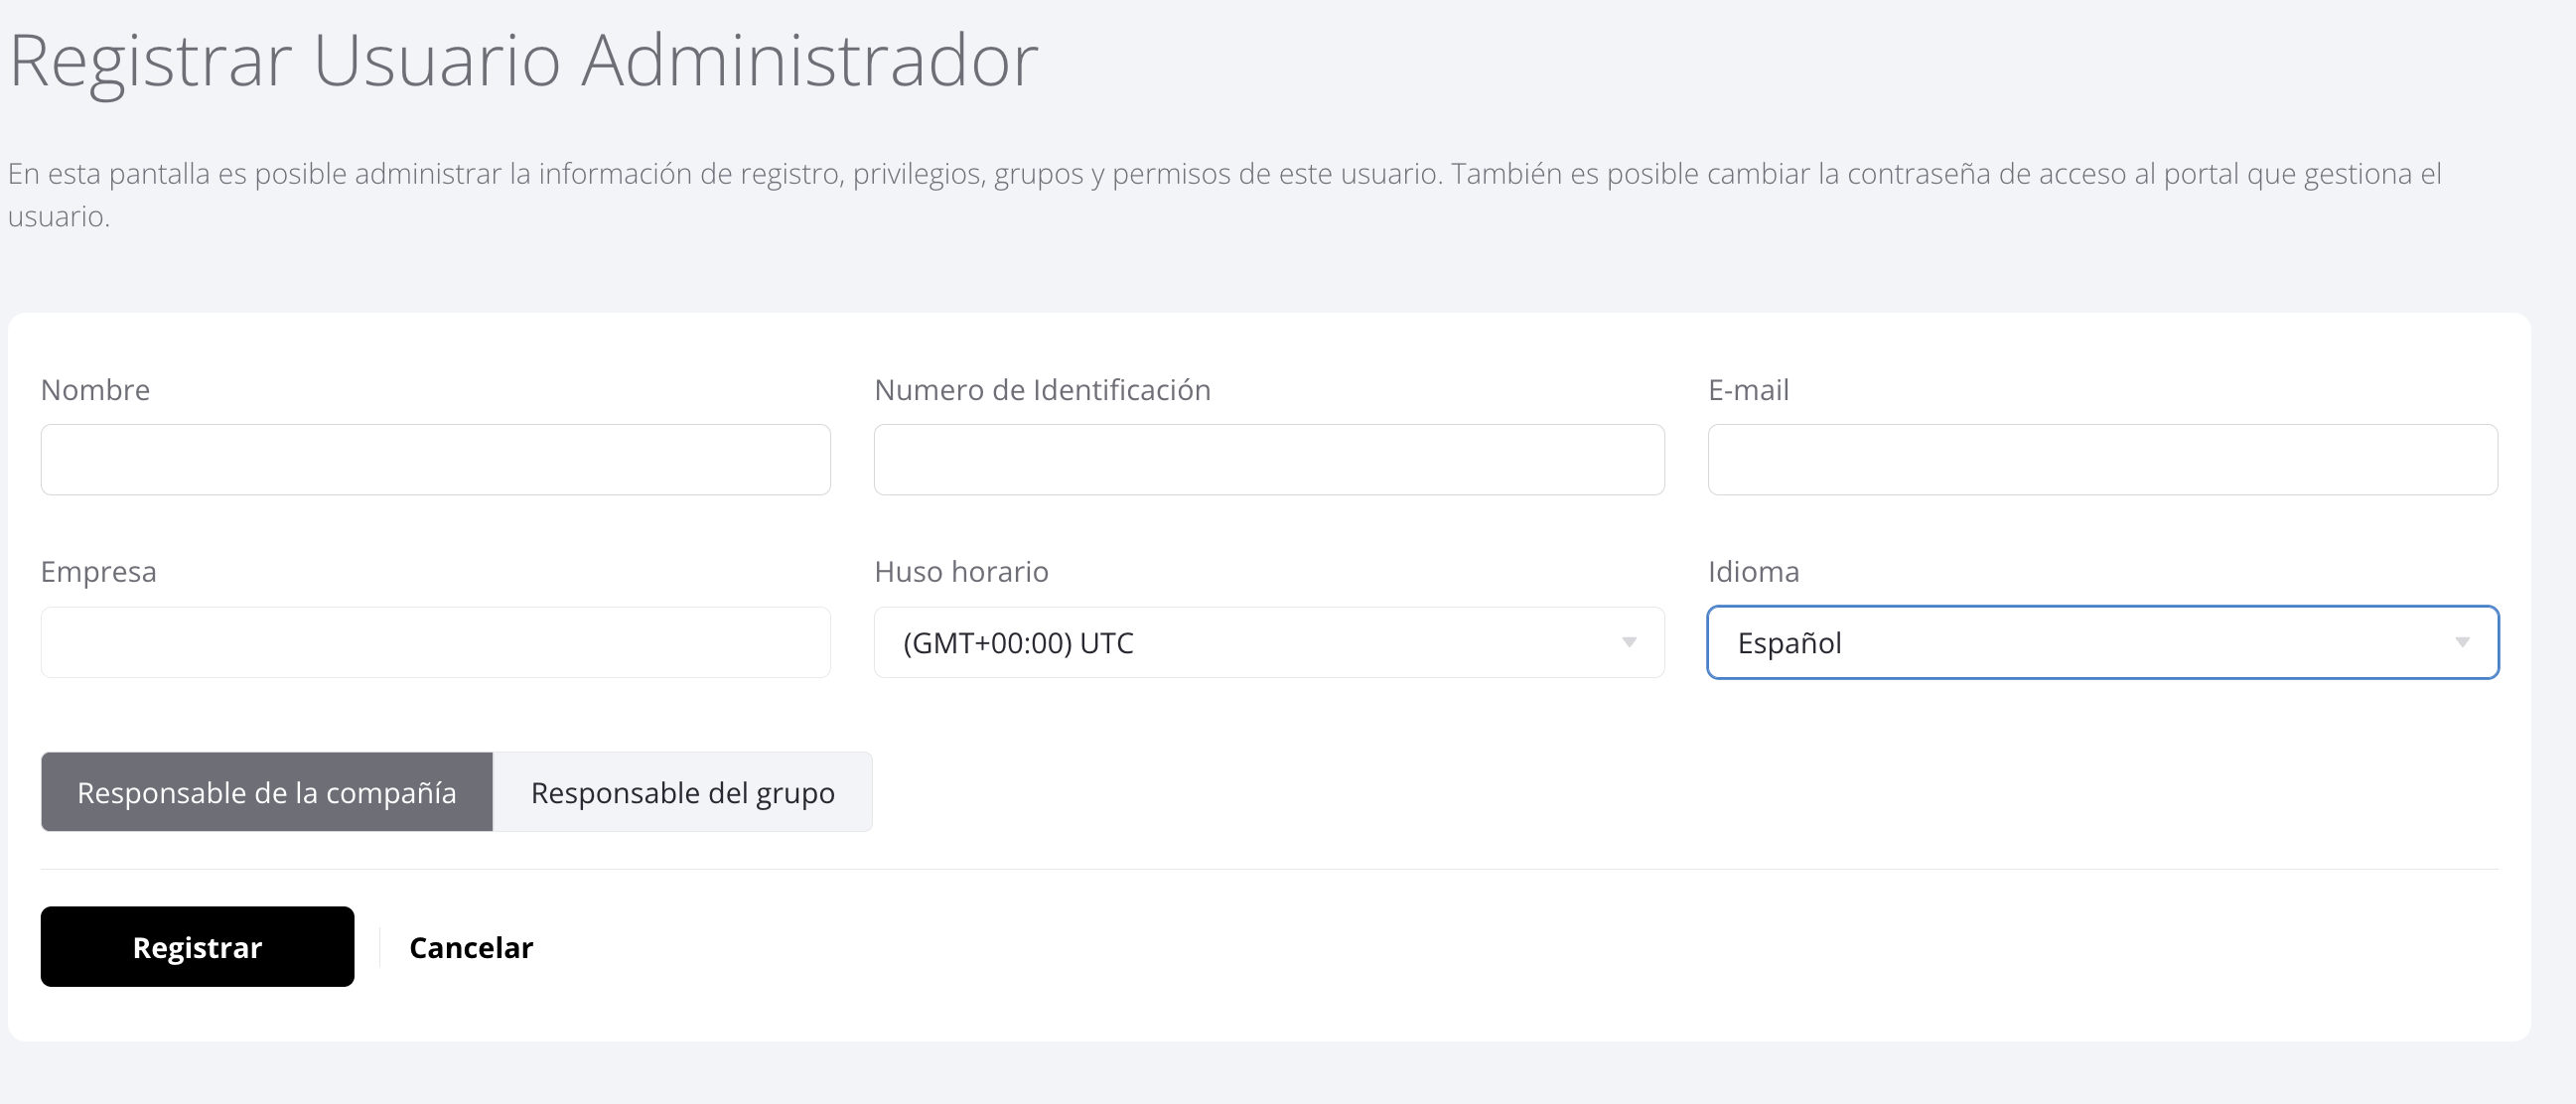 Registrar Usuario Administrador
En esta pantalla es posible administrar la información de registro, privilegios, grupos y permisos de este usuario. También es posible cambiar la contraseña de acceso al portal que gestiona el
usuario.
Nombre
Numero de Identificación
E-mail
Empresa
Huso horario
Idioma
(GMT+00:00) UTC
Español
Responsable de la compañía
Responsable del grupo
Registrar
Cancelar